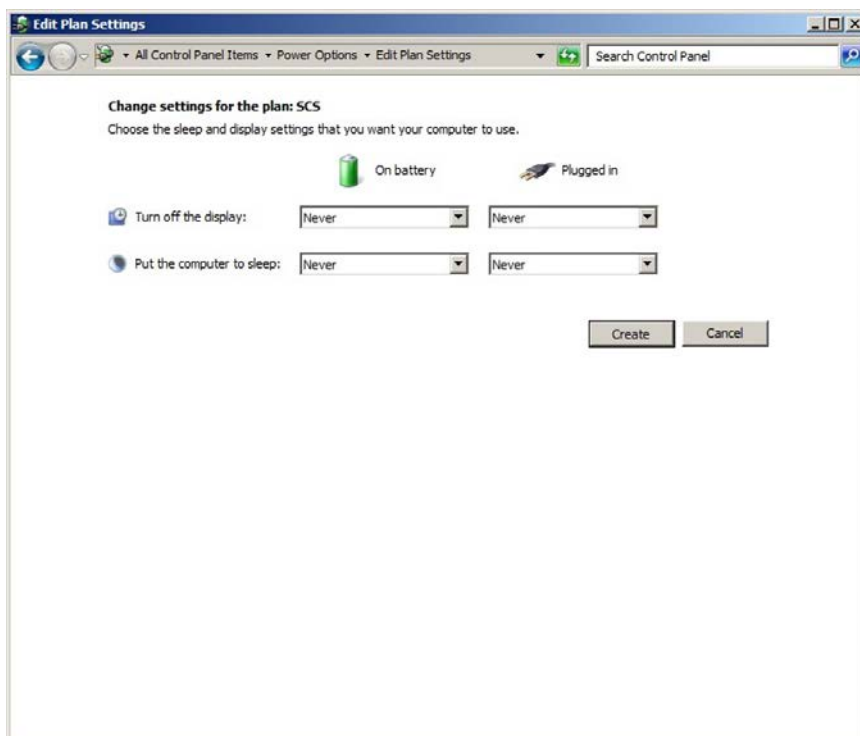 Edit Plan Settings
All Control Panel Items Power Options Edit Plan Settings Search Control Panel
Change settings for the plan: SCS
Choose the sleep and display settings that you want your computer to use.
On battery Plugged in
Turn off the display: Never Never
Put the computer to sleep: Never Never
Create Cancel